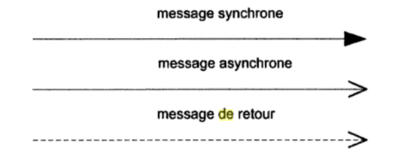 message synchrone
message asynchrone
message de retour